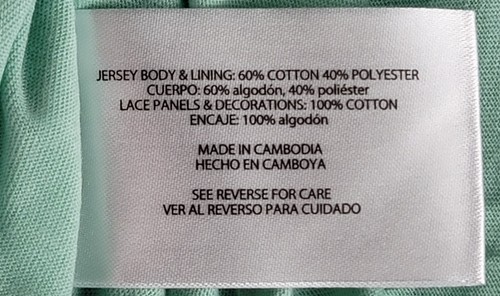 JERSEY BODY & LINING: 60% COTTON 40% POLYESTER
CUERPO: 60% algodón, 40% poliéster
LACE PANELS & DECORATIONS: 100% COTTON
ENCAJE: 100% algodón
MADE IN CAMBODIA
HECHO EN CAMBOYA
SEE REVERSE FOR CARE
VER AL REVERSO PARA CUIDADO